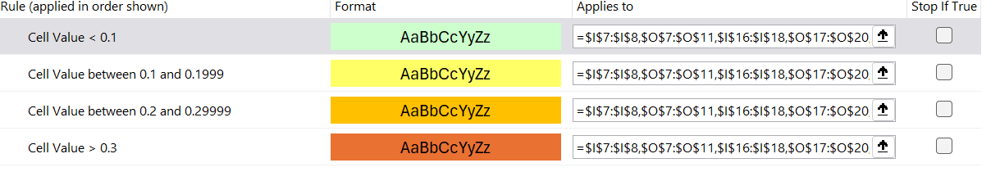 Rule (applied in order shown) Format Applies to Stop If True
Cell Value < 0.1 AaBbCcYyZz =$I$7:$I$8,$O$7:$O$11,$I$16:$I$18,$O$17:$O$20,
Cell Value between 0.1 and 0.1999 AaBbCcYyZz =$I$7:$I$8,$O$7:$O$11,$I$16:$I$18,$O$17:$O$20,
Cell Value between 0.2 and 0.29999 AaBbCcYyZz =$I$7:$I$8,$O$7:$O$11,$I$16:$I$18,$O$17:$O$20,
Cell Value > 0.3 AaBbCcYyZz =$I$7:$I$8,$O$7:$O$11,$I$16:$I$18,$O$17:$O$20,